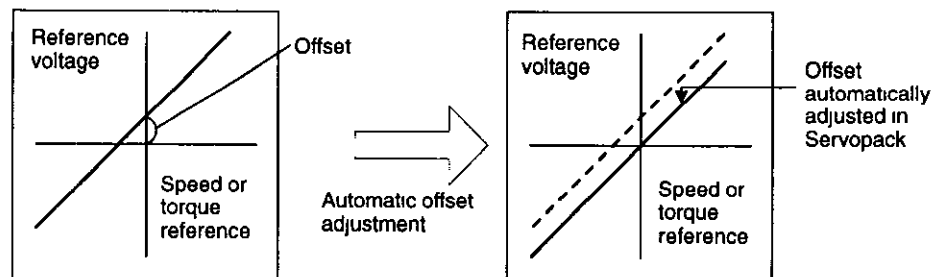 Reference
voltage
Offset
Speed or
torque
reference
Automatic offset
adjustment
Reference
voltage
Speed or
torque
reference
Offset
automatically
adjusted in
Servopack